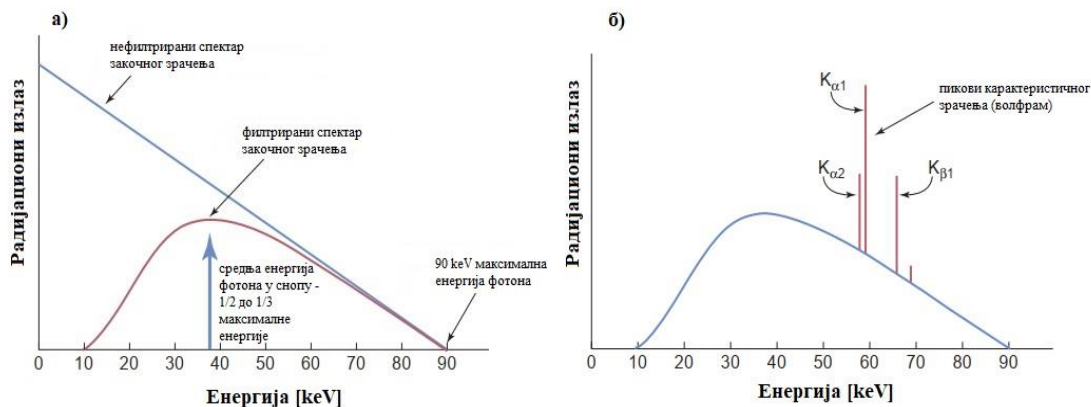 а)
нефилтрирани спектар
закочног зрачења
филтрирани спектар
закочног зрачења
средња енергија
фотона у снопу -
1/2 до 1/3
максималне
енергије
90 keV максимална
енергија фотона
Радијациони излаз
0 10 20 30 40 50 60 70 80 90
Енергија [keV]
б)
Kα1
пикови карактеристичног
зрачења (волфрам)
Kα2
Kβ1
Радијациони излаз
0 10 20 30 40 50 60 70 80 90
Енергија [keV]